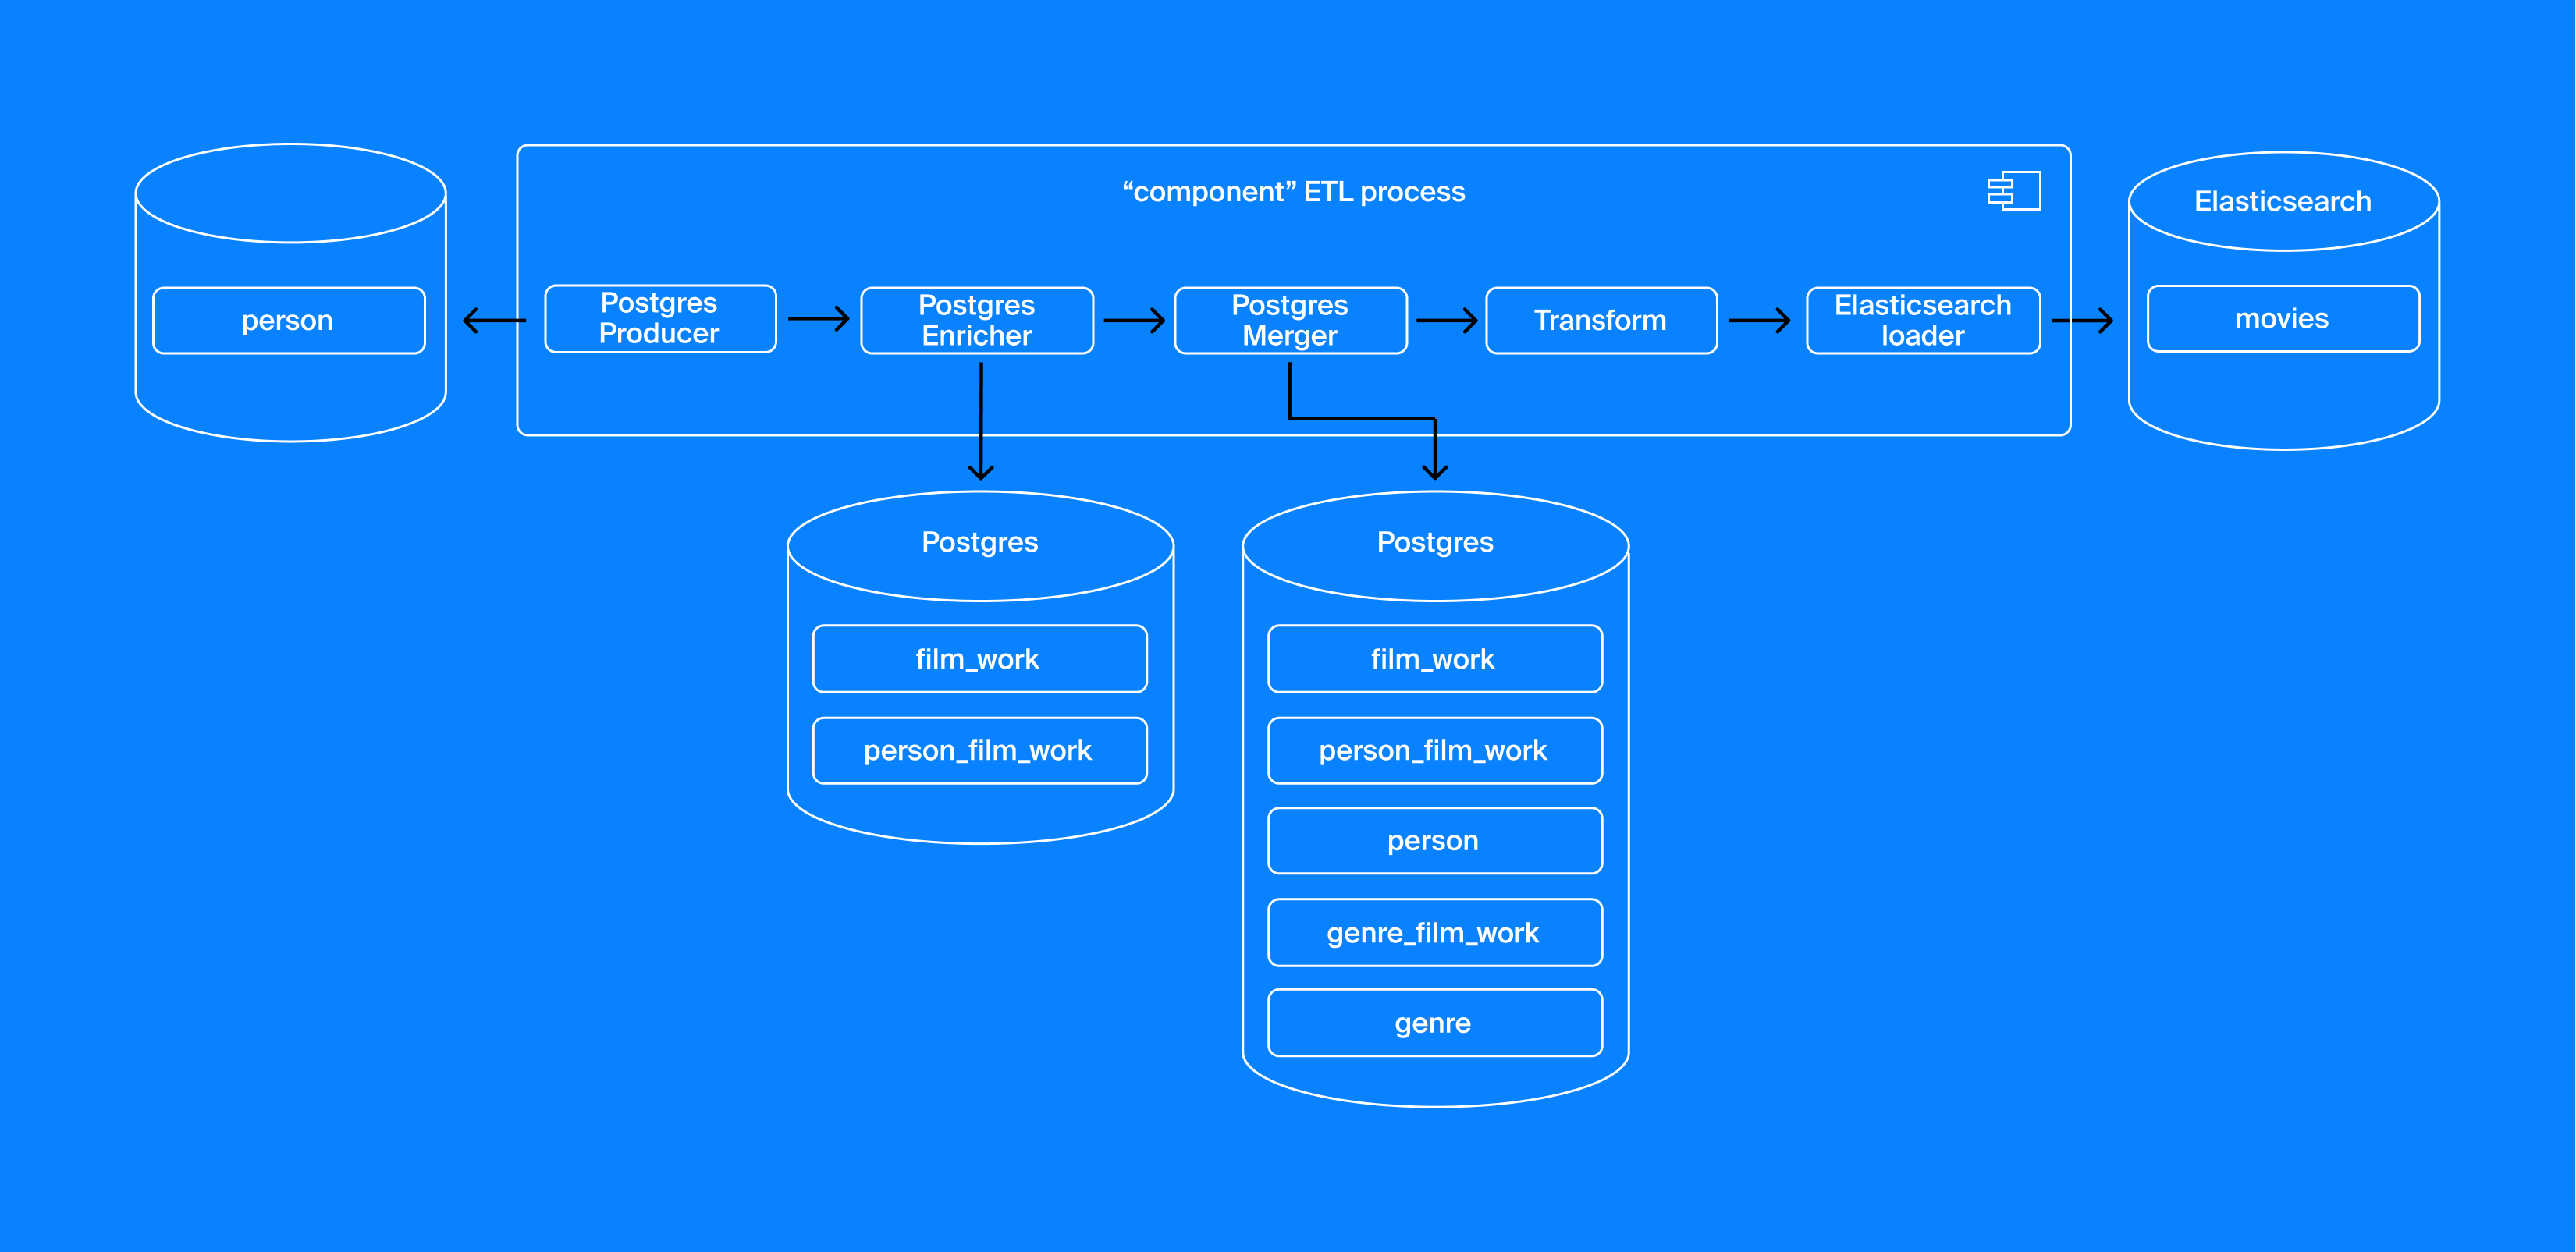 “component” ETL process
Elasticsearch
person
Postgres
Producer
Postgres
Enricher
Postgres
Merger
Transform
Elasticsearch
loader
movies
Postgres
film_work
person_film_work
Postgres
film_work
person_film_work
person
genre_film_work
genre